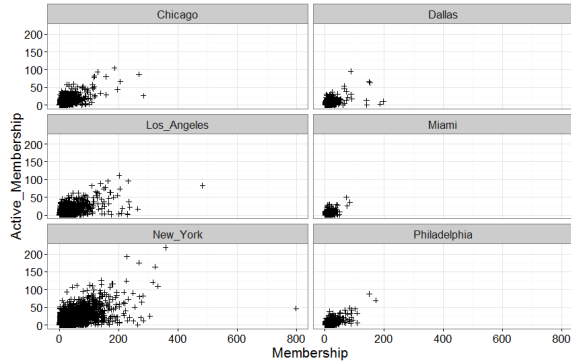 Chicago
Dallas
200
150
100
50
0
Los_Angeles
Miami
200
150
100
50
0
New_York
Philadelphia
200
150
100
50
0
0 200 400 600 800 0 200 400 600 800
Active_Membership
Membership